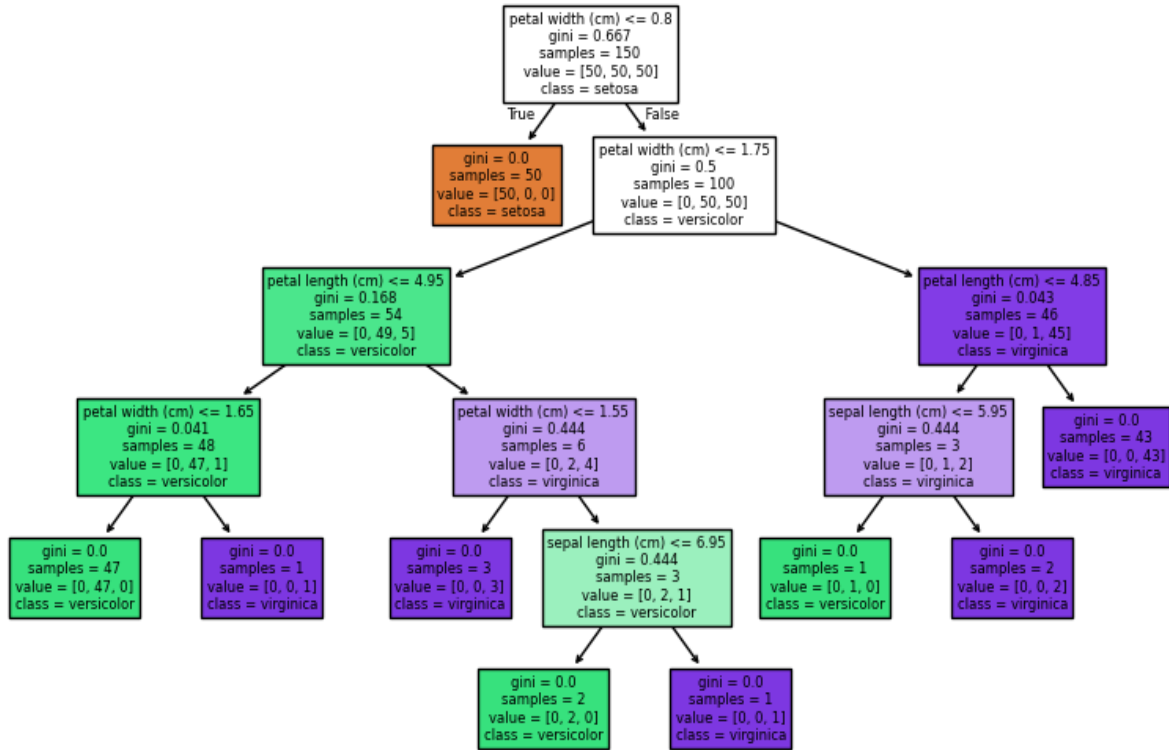 petal width (cm) <= 0.8
gini = 0.667
samples = 150
value = [50, 50, 50]
class = setosa
True
False
gini = 0.0
samples = 50
value = [50, 0, 0]
class = setosa
petal width (cm) <= 1.75
gini = 0.5
samples = 100
value = [0, 50, 50]
class = versicolor
petal length (cm) <= 4.95
gini = 0.168
samples = 54
value = [0, 49, 5]
class = versicolor
petal length (cm) <= 4.85
gini = 0.043
samples = 46
value = [0, 1, 45]
class = virginica
petal width (cm) <= 1.65
gini = 0.041
samples = 48
value = [0, 47, 1]
class = versicolor
petal width (cm) <= 1.55
gini = 0.444
samples = 6
value = [0, 2, 4]
class = virginica
sepal length (cm) <= 5.95
gini = 0.444
samples = 3
value = [0, 1, 2]
class = virginica
gini = 0.0
samples = 43
value = [0, 0, 43]
class = virginica
gini = 0.0
samples = 47
value = [0, 47, 0]
class = versicolor
gini = 0.0
samples = 1
value = [0, 0, 1]
class = virginica
gini = 0.0
samples = 3
value = [0, 0, 3]
class = virginica
sepal length (cm) <= 6.95
gini = 0.444
samples = 3
value = [0, 2, 1]
class = versicolor
gini = 0.0
samples = 1
value = [0, 1, 0]
class = versicolor
gini = 0.0
samples = 2
value = [0, 0, 2]
class = virginica
gini = 0.0
samples = 2
value = [0, 2, 0]
class = versicolor
gini = 0.0
samples = 1
value = [0, 0, 1]
class = virginica